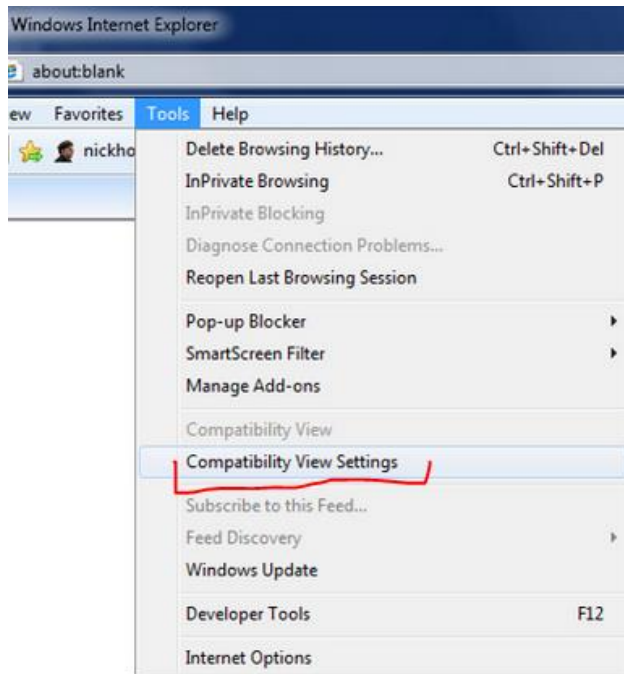 Windows Internet Explorer
about:blank
ew Favorites Tools Help
nickho
Delete Browsing History... Ctrl+Shift+Del
InPrivate Browsing Ctrl+Shift+P
InPrivate Blocking
Diagnose Connection Problems...
Reopen Last Browsing Session
Pop-up Blocker
SmartScreen Filter
Manage Add-ons
Compatibility View
Compatibility View Settings
Subscribe to this Feed...
Feed Discovery
Windows Update
Developer Tools F12
Internet Options